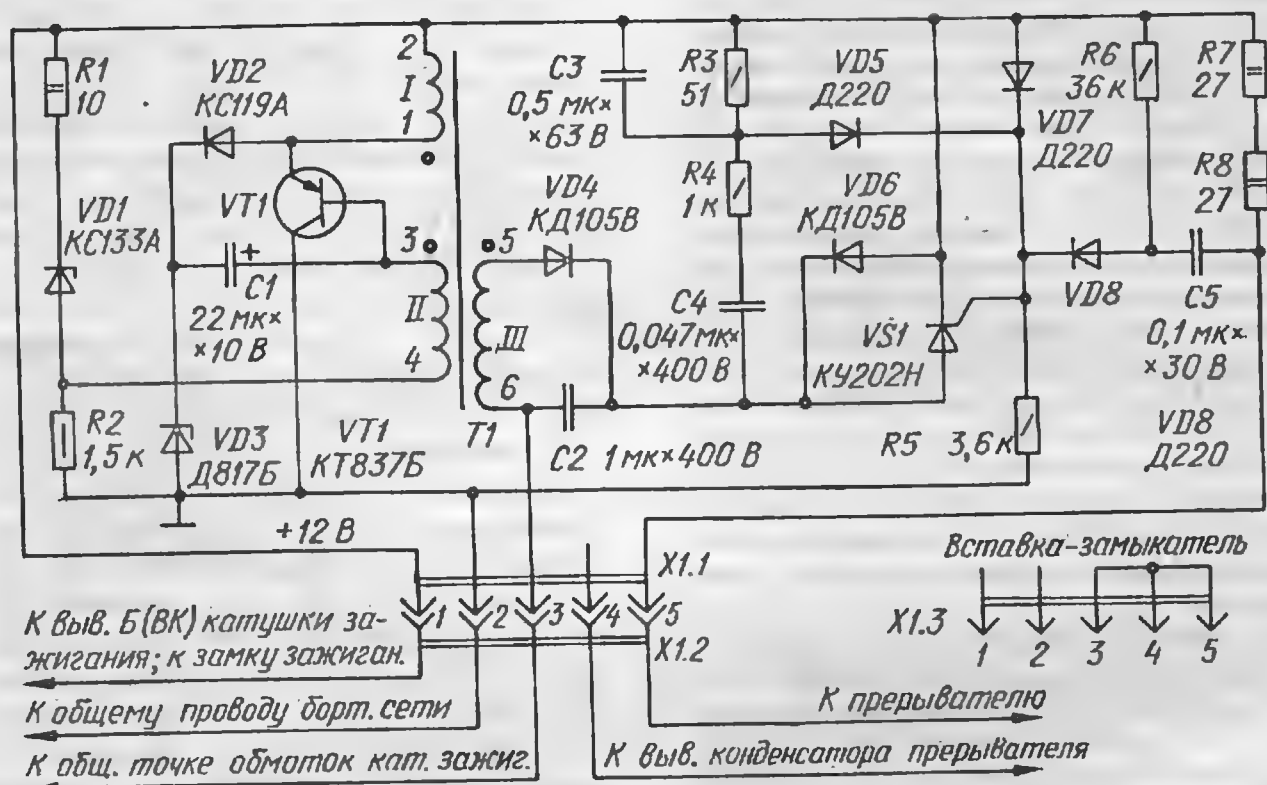 R1
10
VD2
КС119А
2
I
1
C3
0,5 мк×
×63 В
R3
51
VD5
Д220
R6
36 к
R7
27
VD7
Д220
VD1
КС133А
VT1
3
5
VD4
КД105В
R4
1 к
VD6
КД105В
R8
27
+
C1
22 мк×
×10 В
II
4
III
6
C4
0,047 мк×
×400 В
VS1
КУ202Н
VD8
C5
0,1 мк×
×30 В
R2
1,5 к
VD3
Д817Б
VT1
КТ837Б
T1
C2 1 мк×400 В
R5 3,6 к
VD8
Д220
+12 В
X1.1
Вставка-замыкатель
1 2 3 4 5
X1.2
X1.3
1 2 3 4 5
К выв. Б(ВК) катушки за-
жигания; к замку зажиган.
К прерывателю
К общему проводу борт. сети
К выв. конденсатора прерывателя
К общ. точке обмоток кат. зажиг.